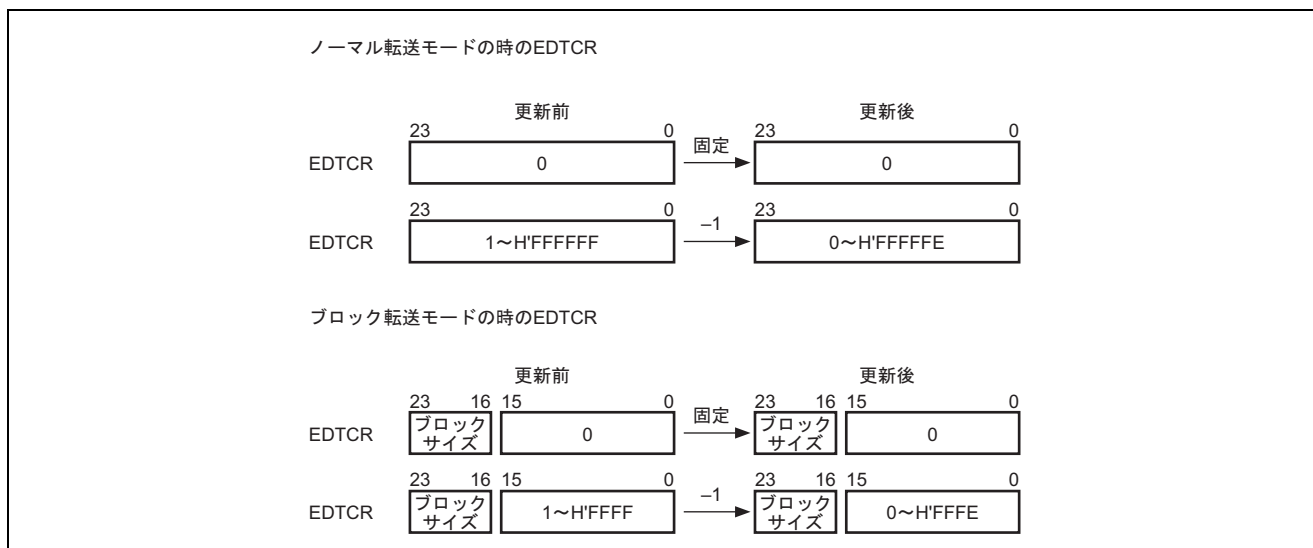 ノーマル転送モードの時のEDTCR
更新前 更新後
23 0 23 0
固定
EDTCR 0 0
23 0 23 0
–1
EDTCR 1～H'FFFFFF 0～H'FFFFFE
ブロック転送モードの時のEDTCR
更新前 更新後
23 16 15 0 23 16 15 0
固定
EDTCR ブロックサイズ 0 ブロックサイズ 0
23 16 15 0 23 16 15 0
–1
EDTCR ブロックサイズ 1～H'FFFF ブロックサイズ 0～H'FFFE